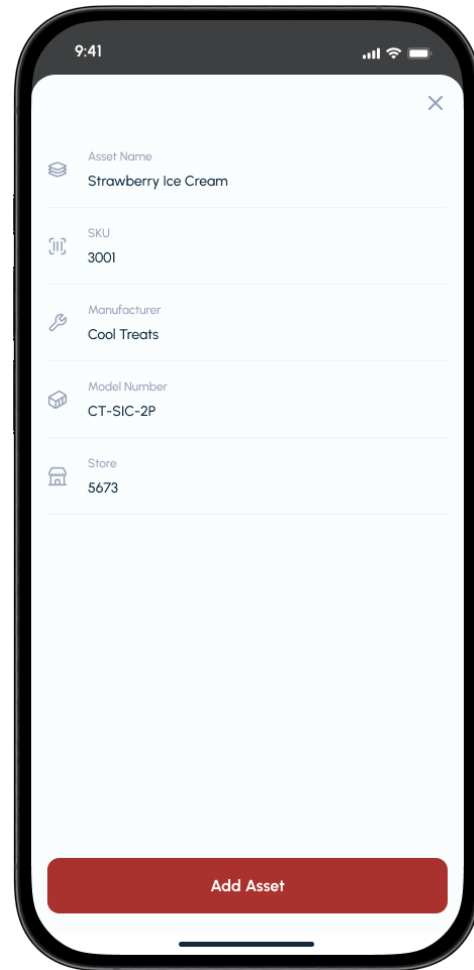 9:41
Asset Name
Strawberry Ice Cream
SKU
3001
Manufacturer
Cool Treats
Model Number
CT-SIC-2P
Store
5673
Add Asset